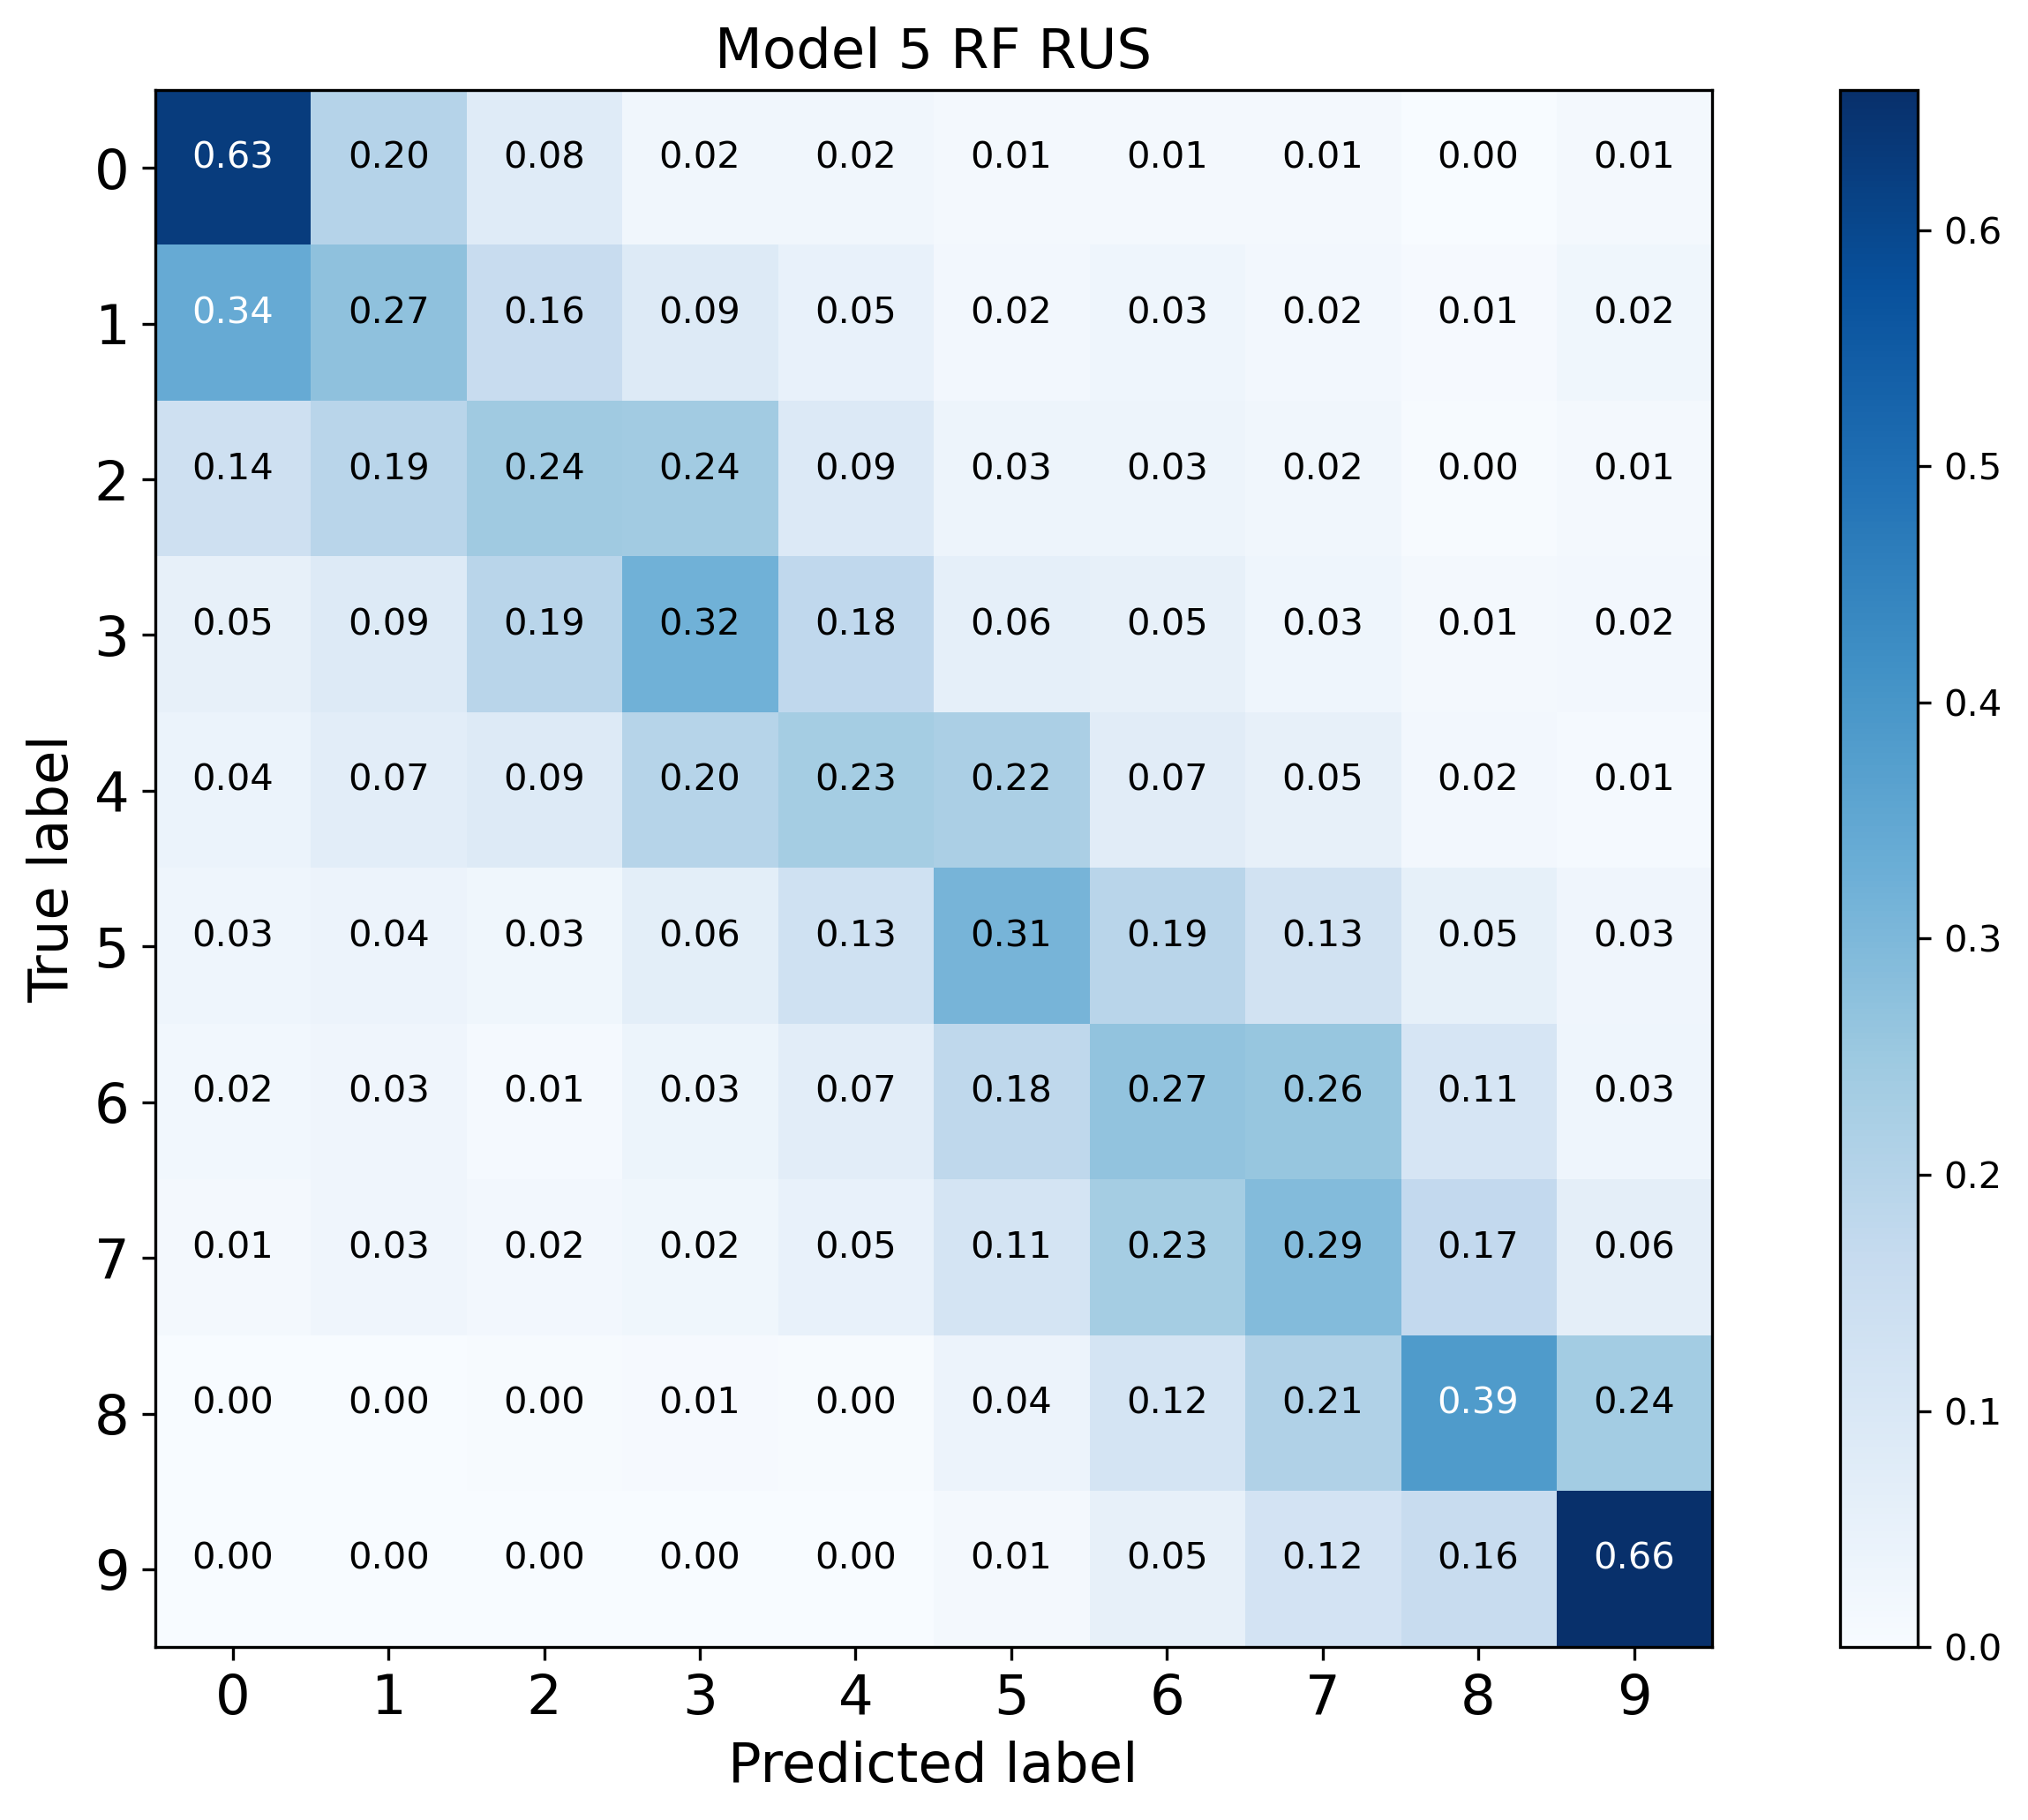 Model 5 RF RUS
0 0.63 0.20 0.08 0.02 0.02 0.01 0.01 0.01 0.00 0.01
1 0.34 0.27 0.16 0.09 0.05 0.02 0.03 0.02 0.01 0.02
2 0.14 0.19 0.24 0.24 0.09 0.03 0.03 0.02 0.00 0.01
3 0.05 0.09 0.19 0.32 0.18 0.06 0.05 0.03 0.01 0.02
4 0.04 0.07 0.09 0.20 0.23 0.22 0.07 0.05 0.02 0.01
5 0.03 0.04 0.03 0.06 0.13 0.31 0.19 0.13 0.05 0.03
6 0.02 0.03 0.01 0.03 0.07 0.18 0.27 0.26 0.11 0.03
7 0.01 0.03 0.02 0.02 0.05 0.11 0.23 0.29 0.17 0.06
8 0.00 0.00 0.00 0.01 0.00 0.04 0.12 0.21 0.39 0.24
9 0.00 0.00 0.00 0.00 0.00 0.01 0.05 0.12 0.16 0.66
0 1 2 3 4 5 6 7 8 9
Predicted label
True label
0.6
0.5
0.4
0.3
0.2
0.1
0.0